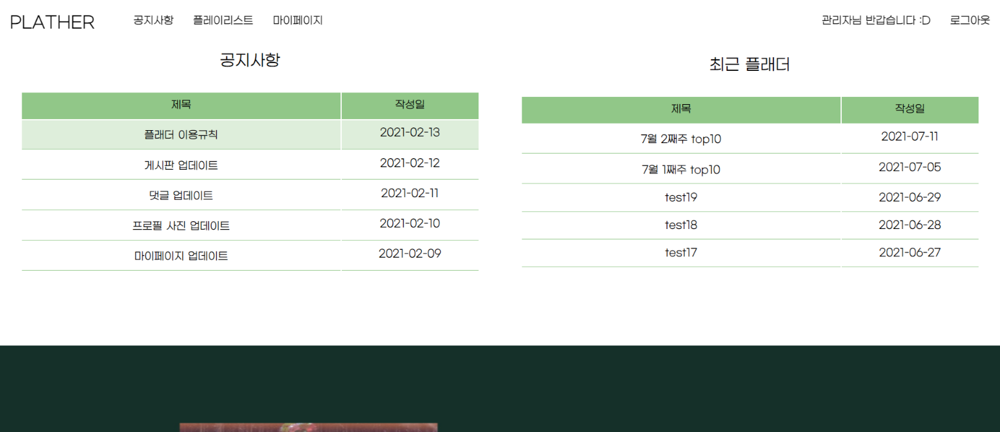 PLATHER 공지사항 플레이리스트 마이페이지 관리자님 반갑습니다 :D 로그아웃
공지사항
제목 작성일
플래더 이용규칙 2021-02-13
게시판 업데이트 2021-02-12
댓글 업데이트 2021-02-11
프로필 사진 업데이트 2021-02-10
마이페이지 업데이트 2021-02-09
최근 플래더
제목 작성일
7월 2째주 top10 2021-07-11
7월 1째주 top10 2021-07-05
test19 2021-06-29
test18 2021-06-28
test17 2021-06-27